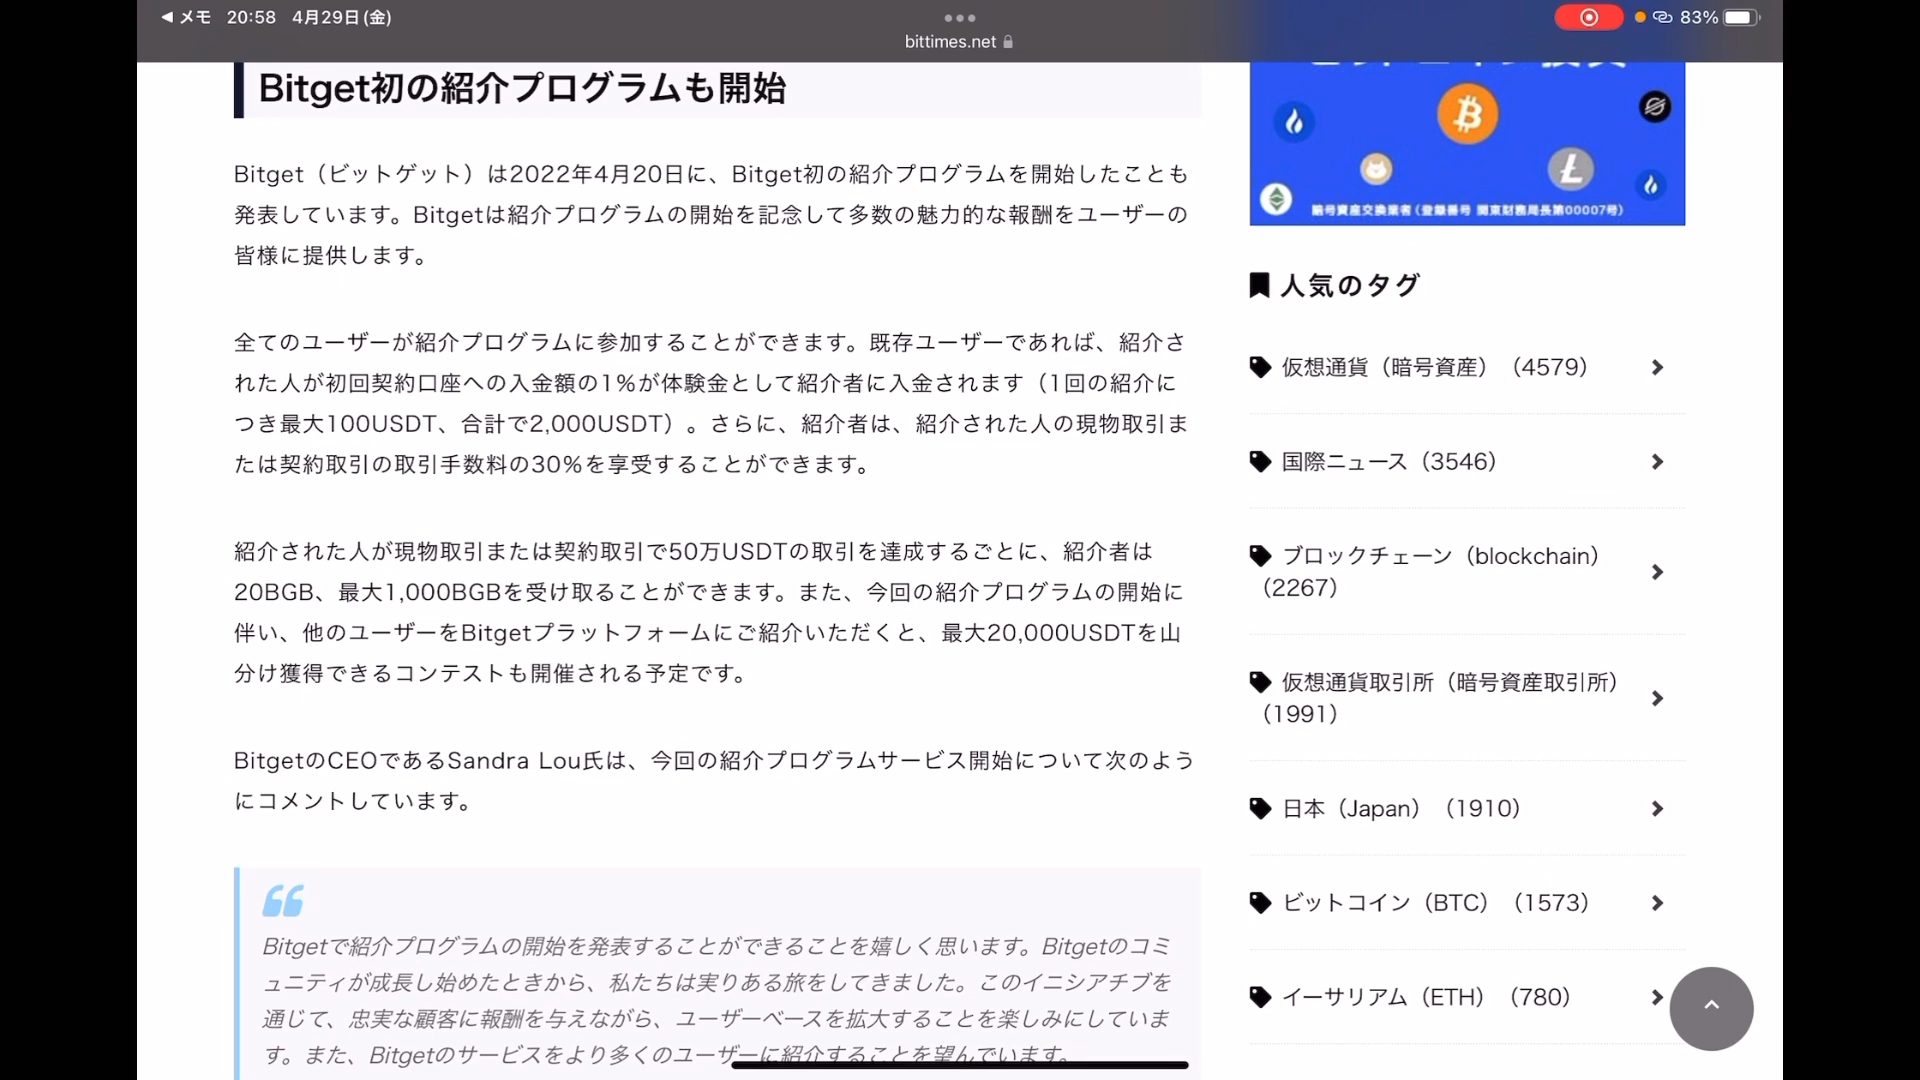 メモ 20:58 4月29日(金)
83%
bittimes.net
Bitget初の紹介プログラムも開始
Bitget（ビットゲット）は2022年4月20日に、Bitget初の紹介プログラムを開始したことも
発表しています。Bitgetは紹介プログラムの開始を記念して多数の魅力的な報酬をユーザーの
皆様に提供します。
全てのユーザーが紹介プログラムに参加することができます。既存ユーザーであれば、紹介さ
れた人が初回契約口座への入金額の1%が体験金として紹介者に入金されます（1回の紹介に
つき最大100USDT、合計で2,000USDT）。さらに、紹介者は、紹介された人の現物取引ま
たは契約取引の取引手数料の30%を享受することができます。
紹介された人が現物取引または契約取引で50万USDTの取引を達成するごとに、紹介者は
20BGB、最大1,000BGBを受け取ることができます。また、今回の紹介プログラムの開始に
伴い、他のユーザーをBitgetプラットフォームにご紹介いただくと、最大20,000USDTを山
分け獲得できるコンテストも開催される予定です。
BitgetのCEOであるSandra Lou氏は、今回の紹介プログラムサービス開始について次のよう
にコメントしています。
Bitgetで紹介プログラムの開始を発表することができることを嬉しく思います。Bitgetのコミ
ュニティが成長し始めたときから、私たちは実りある旅をしてきました。このイニシアチブを
通じて、忠実な顧客に報酬を与えながら、ユーザーベースを拡大することを楽しみにしていま
す。また、Bitgetのサービスをより多くのユーザーに紹介することを望んでいます。
暗号資産交換業者（登録番号 関東財務局長第00007号）
人気のタグ
仮想通貨（暗号資産）（4579）
国際ニュース（3546）
ブロックチェーン（blockchain）
（2267）
仮想通貨取引所（暗号資産取引所）
（1991）
日本（Japan）（1910）
ビットコイン（BTC）（1573）
イーサリアム（ETH）（780）